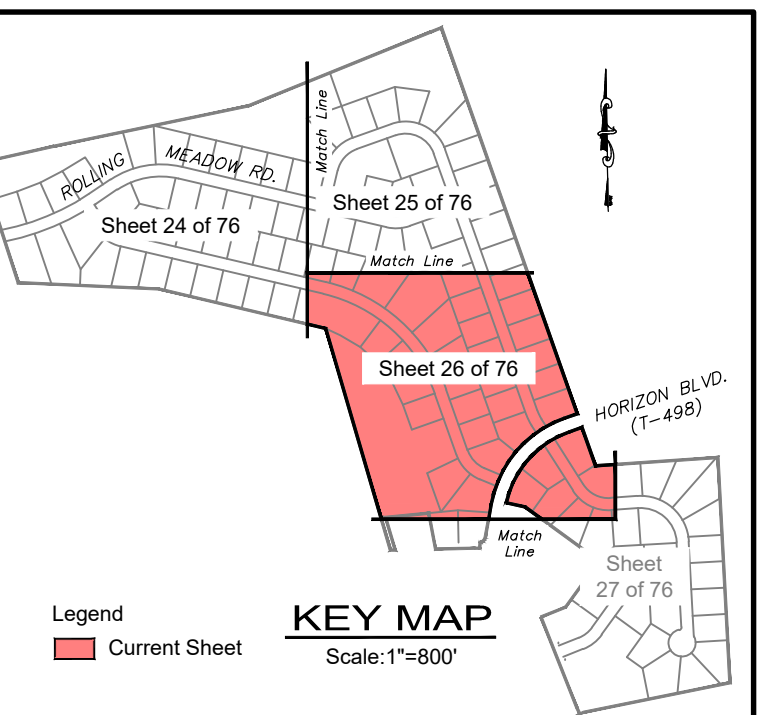 Match Line
ROLLING MEADOW RD.
Sheet 25 of 76
Sheet 24 of 76
Match Line
Sheet 26 of 76
HORIZON BLVD.
(T-498)
Match
Line
Sheet
27 of 76
Legend
Current Sheet
KEY MAP
Scale:1"=800'